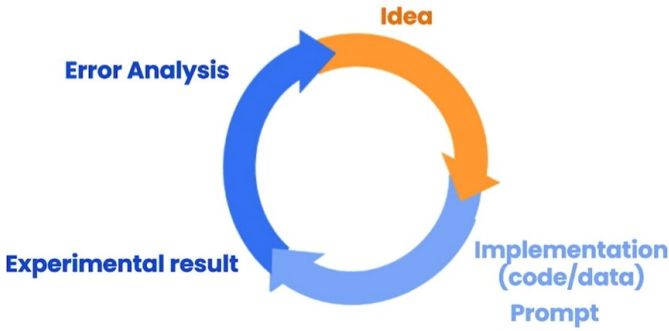 Idea
Error Analysis
Experimental result
Implementation
(code/data)
Prompt